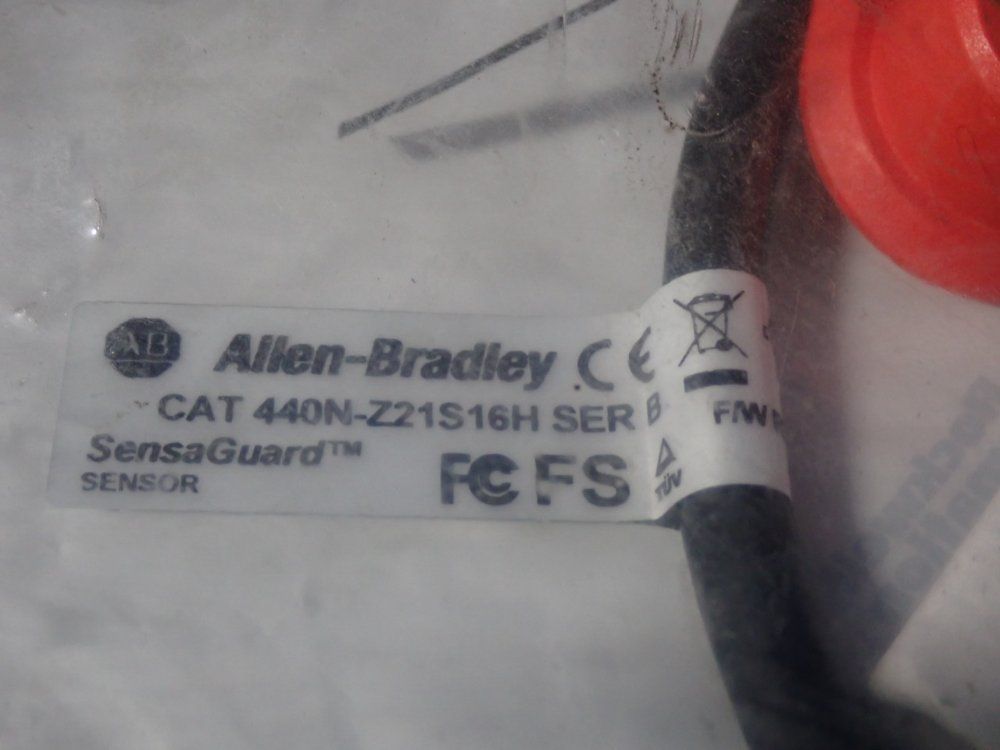 AB Allen-Bradley CE
CAT 440N-Z21S16H SER B F/W
SensaGuard™
SENSOR
FC FS TÜV